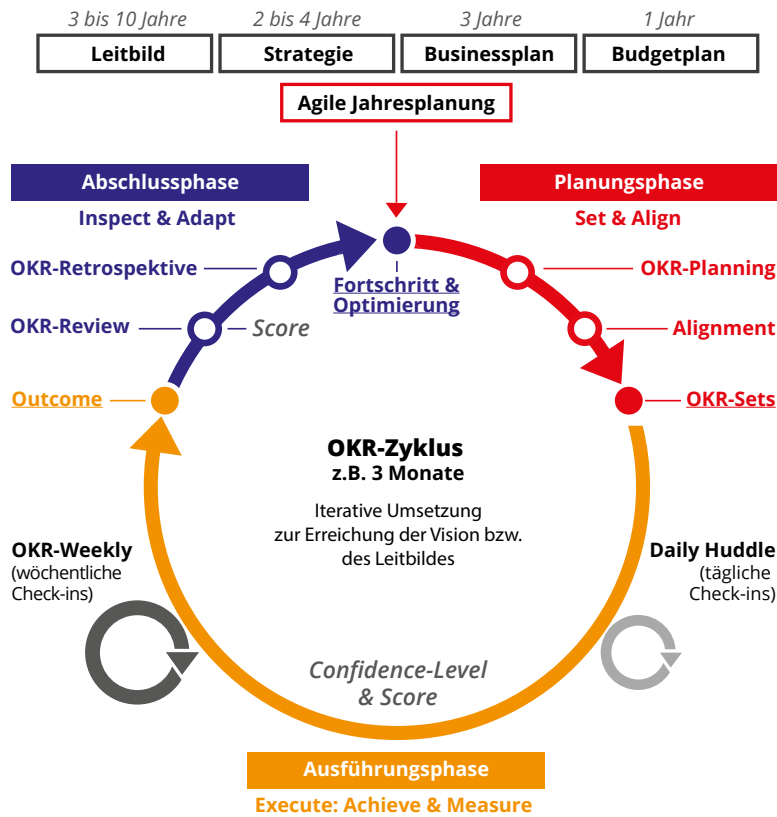 3 bis 10 Jahre
2 bis 4 Jahre
3 Jahre
1 Jahr
Leitbild
Strategie
Businessplan
Budgetplan
Agile Jahresplanung
Abschlussphase
Inspect & Adapt
Planungsphase
Set & Align
OKR-Retrospektive
Fortschritt &
Optimierung
OKR-Planning
OKR-Review
Score
Alignment
Outcome
OKR-Sets
OKR-Zyklus
z.B. 3 Monate
Iterative Umsetzung
zur Erreichung der Vision bzw.
des Leitbildes
OKR-Weekly
(wöchentliche
Check-ins)
Daily Huddle
(tägliche
Check-ins)
Confidence-Level
& Score
Ausführungsphase
Execute: Achieve & Measure